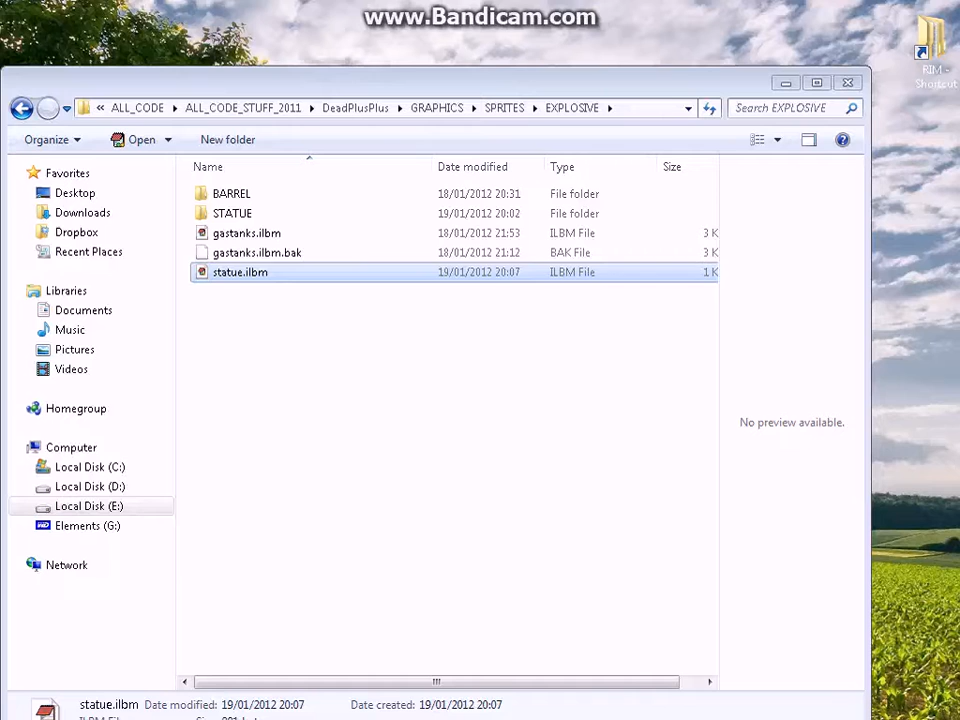 www.Bandicam.com
RIM -
Shortcut
« ALL_CODE ▸ ALL_CODE_STUFF_2011 ▸ DeadPlusPlus ▸ GRAPHICS ▸ SPRITES ▸ EXPLOSIVE ▸
Search EXPLOSIVE
Organize Open New folder
Name Date modified Type Size
Favorites
Desktop
Downloads
Dropbox
Recent Places
Libraries
Documents
Music
Pictures
Videos
Homegroup
Computer
Local Disk (C:)
Local Disk (D:)
Local Disk (E:)
Elements (G:)
Network
BARREL 18/01/2012 20:31 File folder
STATUE 19/01/2012 20:02 File folder
gastanks.ilbm 18/01/2012 21:53 ILBM File 3 K
gastanks.ilbm.bak 18/01/2012 21:12 BAK File 3 K
statue.ilbm 19/01/2012 20:07 ILBM File 1 K
No preview available.
statue.ilbm Date modified: 19/01/2012 20:07 Date created: 19/01/2012 20:07